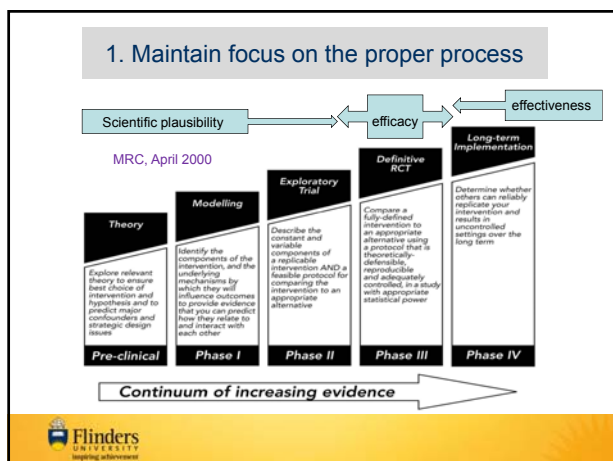 1. Maintain focus on the proper process
Scientific plausibility
efficacy
effectiveness
MRC, April 2000
Theory
Explore relevant
theory to ensure
best choice of
intervention and
hypothesis and to
predict major
confounders and
strategic design
issues
Pre-clinical
Modelling
Identify the
components of the
intervention, and the
underlying
mechanisms by
which they will
influence outcomes
to provide evidence
that you can predict
how they relate to
and interact with
each other
Phase I
Exploratory
Trial
Describe the
constant and
variable components
of a replicable
intervention AND a
feasible protocol for
comparing the
intervention to an
appropriate
alternative
Phase II
Definitive
RCT
Compare a
fully-defined
intervention to
an appropriate
alternative using
a protocol that is
theoretically-
defensible,
reproducible
and adequately
controlled, in a study
with appropriate
statistical power
Phase III
Long-term
Implementation
Determine whether
others can reliably
replicate your
intervention and
results in
uncontrolled
settings over the
long term
Phase IV
Continuum of increasing evidence
Flinders
UNIVERSITY
inspiring achievement